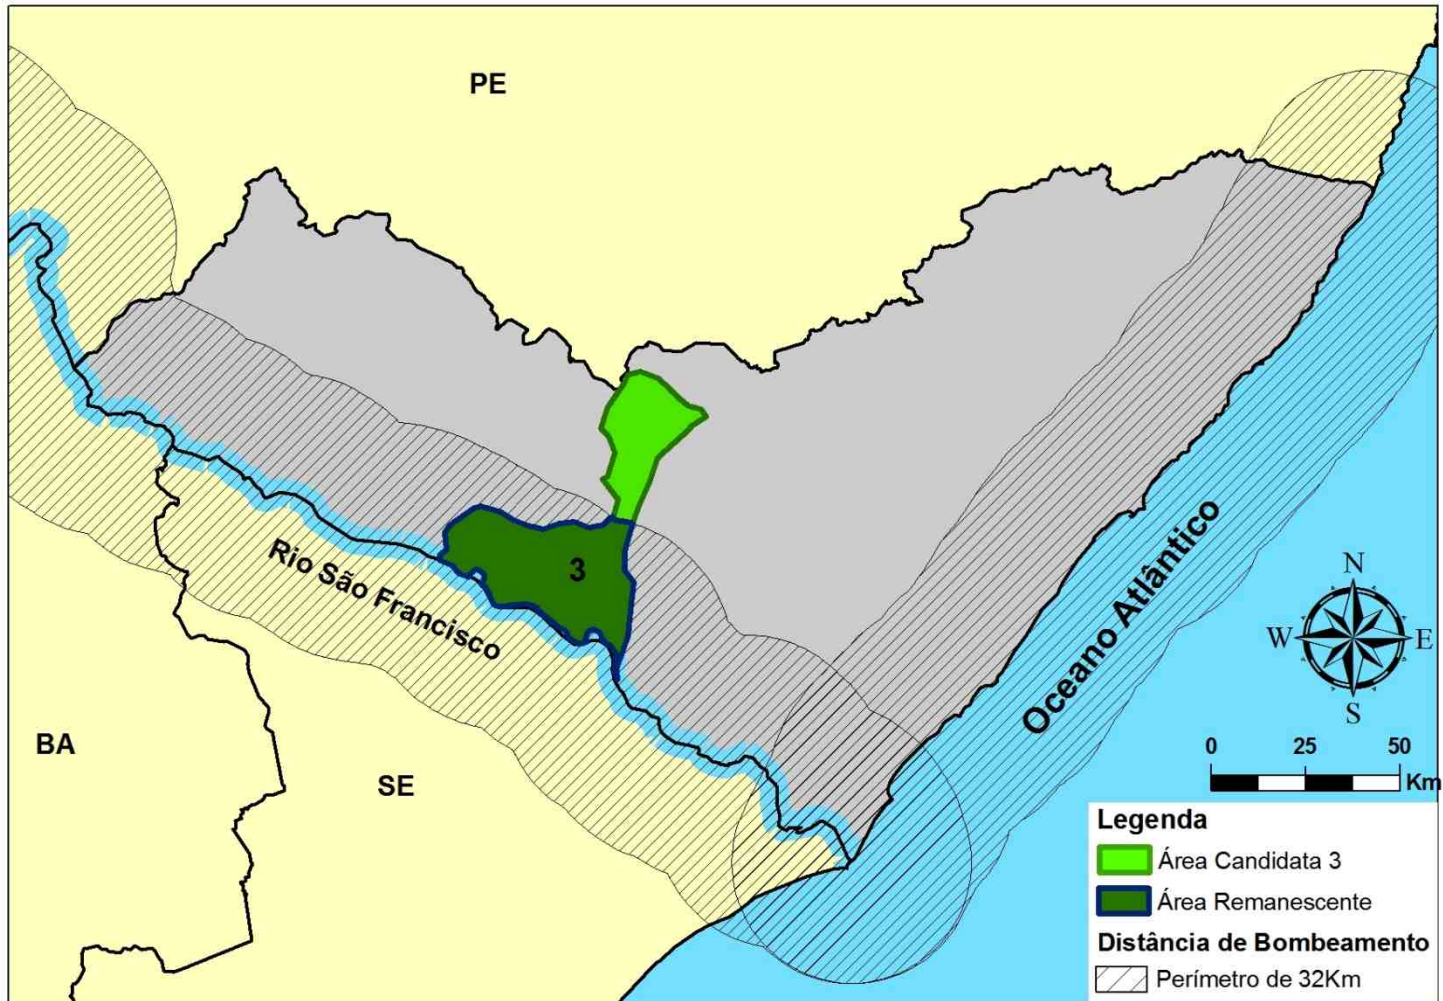 PE
3
Rio São Francisco
BA
SE
Oceano Atlântico
N
W
E
S
0 25 50
Km
Legenda
Área Candidata 3
Área Remanescente
Distância de Bombeamento
Perímetro de 32Km